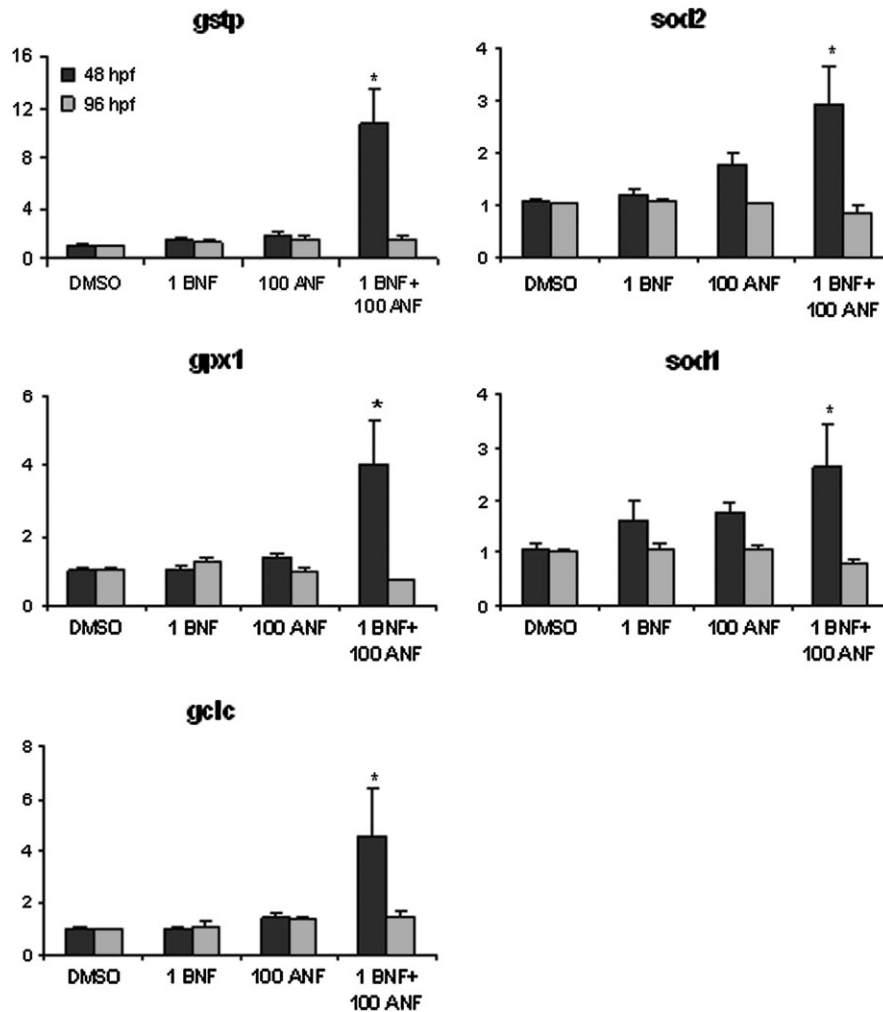 gstp
16
12
8
4
0
48 hpf
96 hpf
*
DMSO 1 BNF 100 ANF 1 BNF+
100 ANF
sod2
4
3
2
1
0
*
DMSO 1 BNF 100 ANF 1 BNF+
100 ANF
gpx1
6
4
2
0
*
DMSO 1 BNF 100 ANF 1 BNF+
100 ANF
sod1
4
3
2
1
0
*
DMSO 1 BNF 100 ANF 1 BNF+
100 ANF
gclc
8
6
4
2
0
*
DMSO 1 BNF 100 ANF 1 BNF+
100 ANF